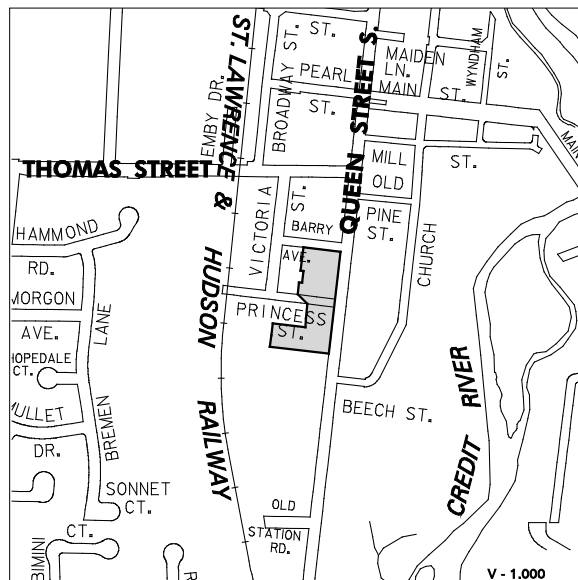 ST. LAWRENCE & HUDSON RAILWAY
EMBY DR.
BROADWAY ST.
ST.
PEARL
ST.
QUEEN STREET S.
MAIDEN
LN.
MAIN
ST.
WYNDHAM
ST.
MAIN
THOMAS STREET
MILL
ST.
OLD
PINE
ST.
CHURCH
VICTORIA
ST.
BARRY
AVE.
PRINCESS
ST.
HAMMOND
RD.
MORGON
AVE.
HOPEDALE
CT.
MULLET
DR.
BREMEN LANE
SONNET
CT.
BIMINI
CT.
R
BEECH ST.
OLD
STATION
RD.
CREDIT RIVER
V - 1.000